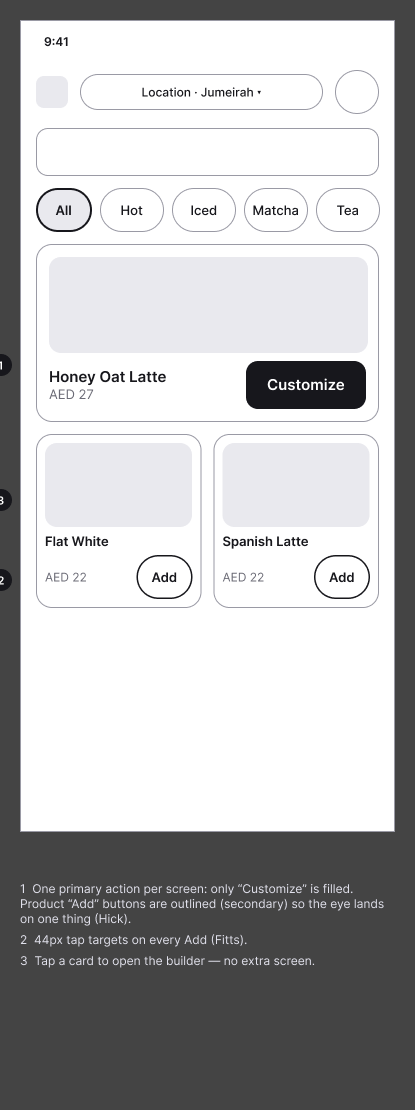 9:41
Location · Jumeirah ▾
All
Hot
Iced
Matcha
Tea
Honey Oat Latte
AED 27
Customize
1
Flat White
Spanish Latte
3
AED 22
Add
AED 22
Add
2
1 One primary action per screen: only “Customize” is filled.
Product “Add” buttons are outlined (secondary) so the eye lands
on one thing (Hick).
2 44px tap targets on every Add (Fitts).
3 Tap a card to open the builder — no extra screen.